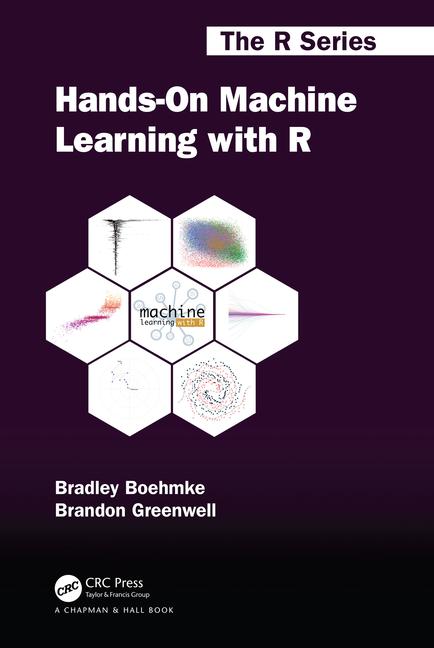 The R Series
Hands-On Machine
Learning with R
machine
learning with R
Bradley Boehmke
Brandon Greenwell
CRC
CRC Press
Taylor & Francis Group
A CHAPMAN & HALL BOOK